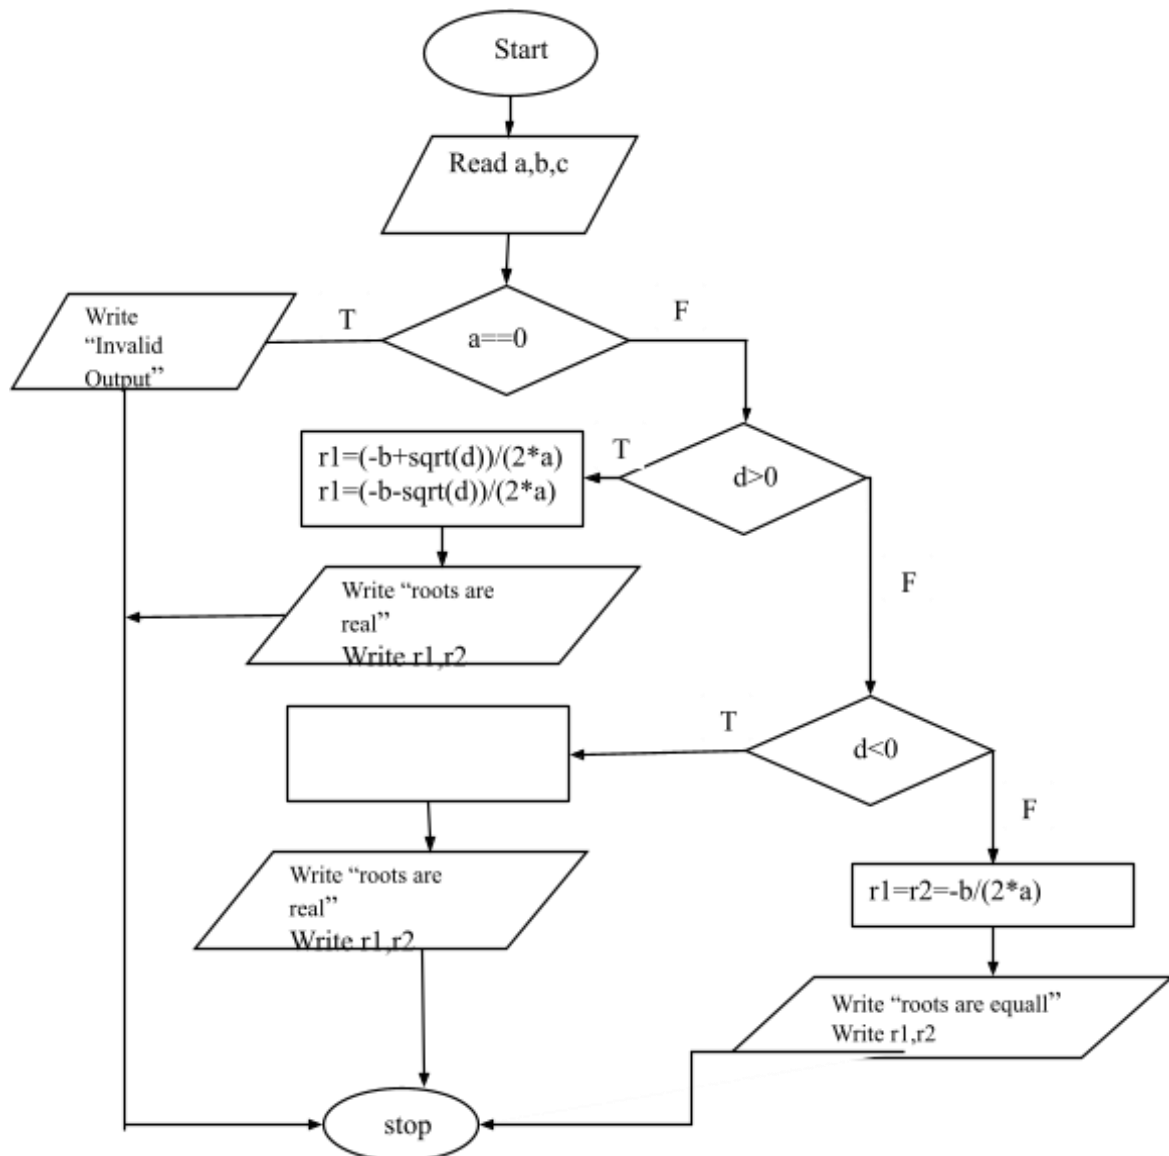 Start
Read a,b,c
a==0
T
F
Write
“Invalid
Output”
d>0
T
F
r1=(-b+sqrt(d))/(2*a)
r1=(-b-sqrt(d))/(2*a)
Write “roots are
real”
Write r1,r2
d<0
T
F
Write “roots are
real”
Write r1,r2
r1=r2=-b/(2*a)
Write “roots are equall”
Write r1,r2
stop